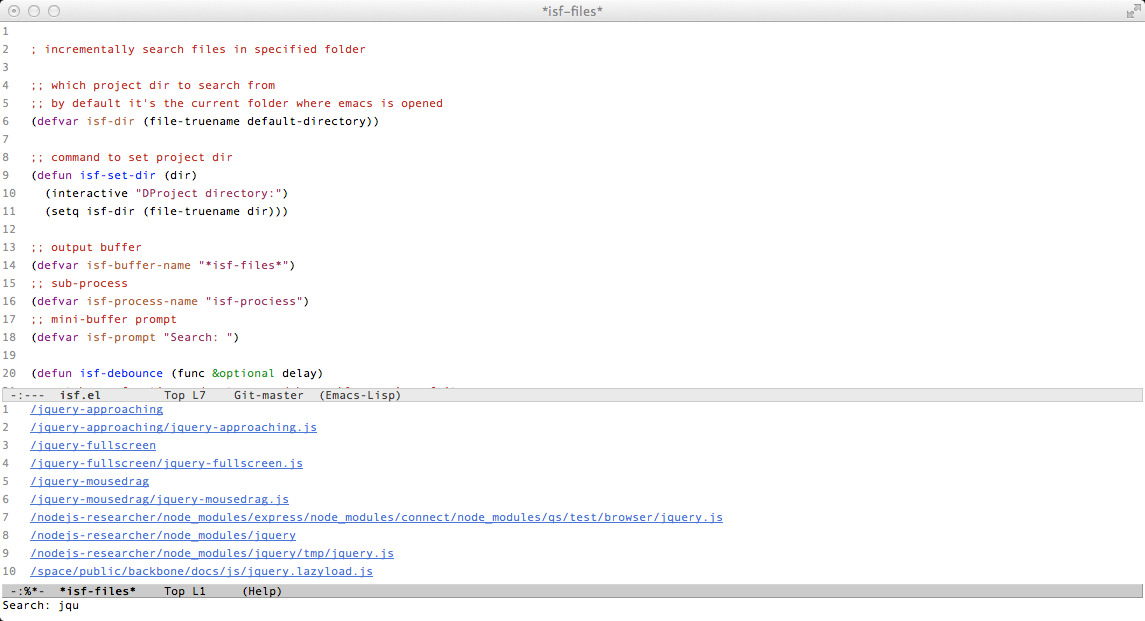 *isf-files*
1
2 ; incrementally search files in specified folder
3
4 ;; which project dir to search from
5 ;; by default it's the current folder where emacs is opened
6 (defvar isf-dir (file-truename default-directory))
7
8 ;; command to set project dir
9 (defun isf-set-dir (dir)
10 (interactive "DProject directory:")
11 (setq isf-dir (file-truename dir)))
12
13 ;; output buffer
14 (defvar isf-buffer-name "*isf-files*")
15 ;; sub-process
16 (defvar isf-process-name "isf-prociess")
17 ;; mini-buffer prompt
18 (defvar isf-prompt "Search: ")
19
20 (defun isf-debounce (func &optional delay)
-:--- isf.el Top L7 Git-master (Emacs-Lisp)
1 /jquery-approaching
2 /jquery-approaching/jquery-approaching.js
3 /jquery-fullscreen
4 /jquery-fullscreen/jquery-fullscreen.js
5 /jquery-mousedrag
6 /jquery-mousedrag/jquery-mousedrag.js
7 /nodejs-researcher/node_modules/express/node_modules/connect/node_modules/qs/test/browser/jquery.js
8 /nodejs-researcher/node_modules/jquery
9 /nodejs-researcher/node_modules/jquery/tmp/jquery.js
10 /space/public/backbone/docs/js/jquery.lazyload.js
-:%*- *isf-files* Top L1 (Help)
Search: jqu